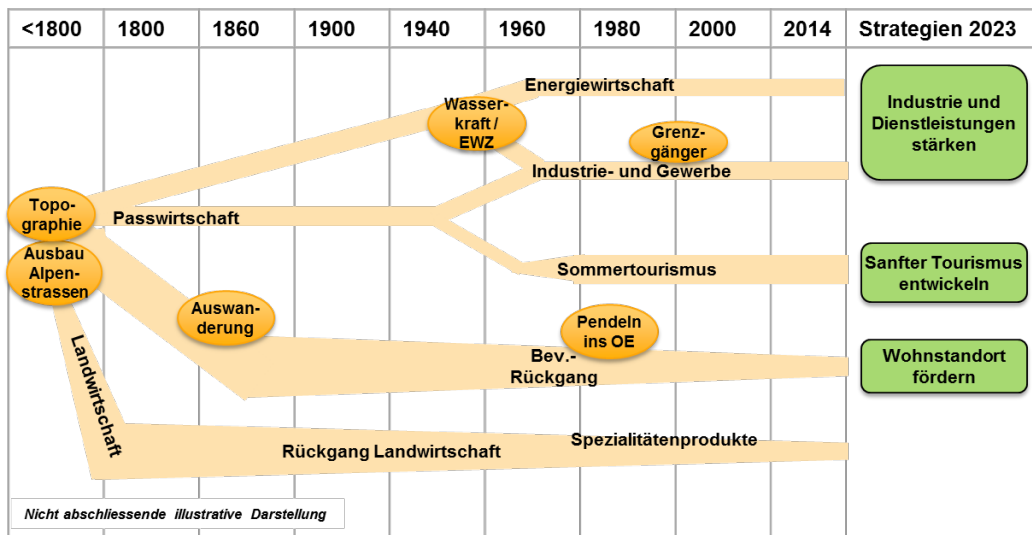 <1800 1800 1860 1900 1940 1960 1980 2000 2014 Strategien 2023
Energiewirtschaft
Wasser-
kraft /
EWZ
Grenz-
gänger
Industrie und
Dienstleistungen
stärken
Industrie- und Gewerbe
Topo-
graphie
Passwirtschaft
Ausbau
Alpen-
strassen
Sommertourismus
Sanfter Tourismus
entwickeln
Auswan-
derung
Pendeln
ins OE
Bev.-
Rückgang
Wohnstandort
fördern
Landwirtschaft
Rückgang Landwirtschaft
Spezialitätenprodukte
Nicht abschliessende illustrative Darstellung